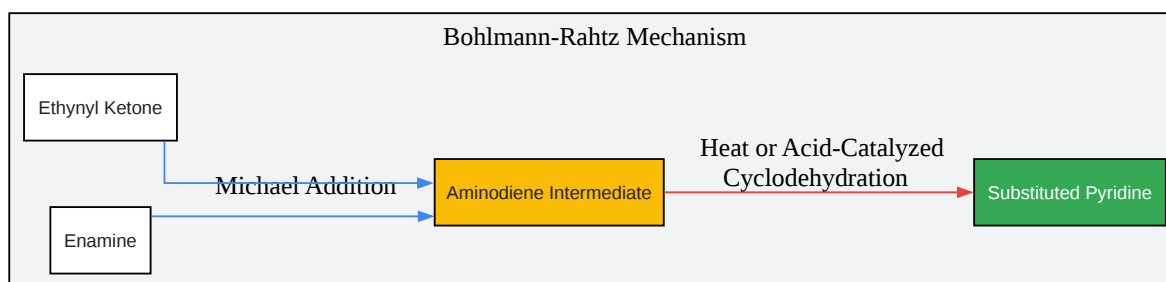 Bohlmann-Rahtz Mechanism
Ethynyl Ketone
Enamine
Michael Addition
Aminodiene Intermediate
Heat or Acid-Catalyzed
Cyclodehydration
Substituted Pyridine